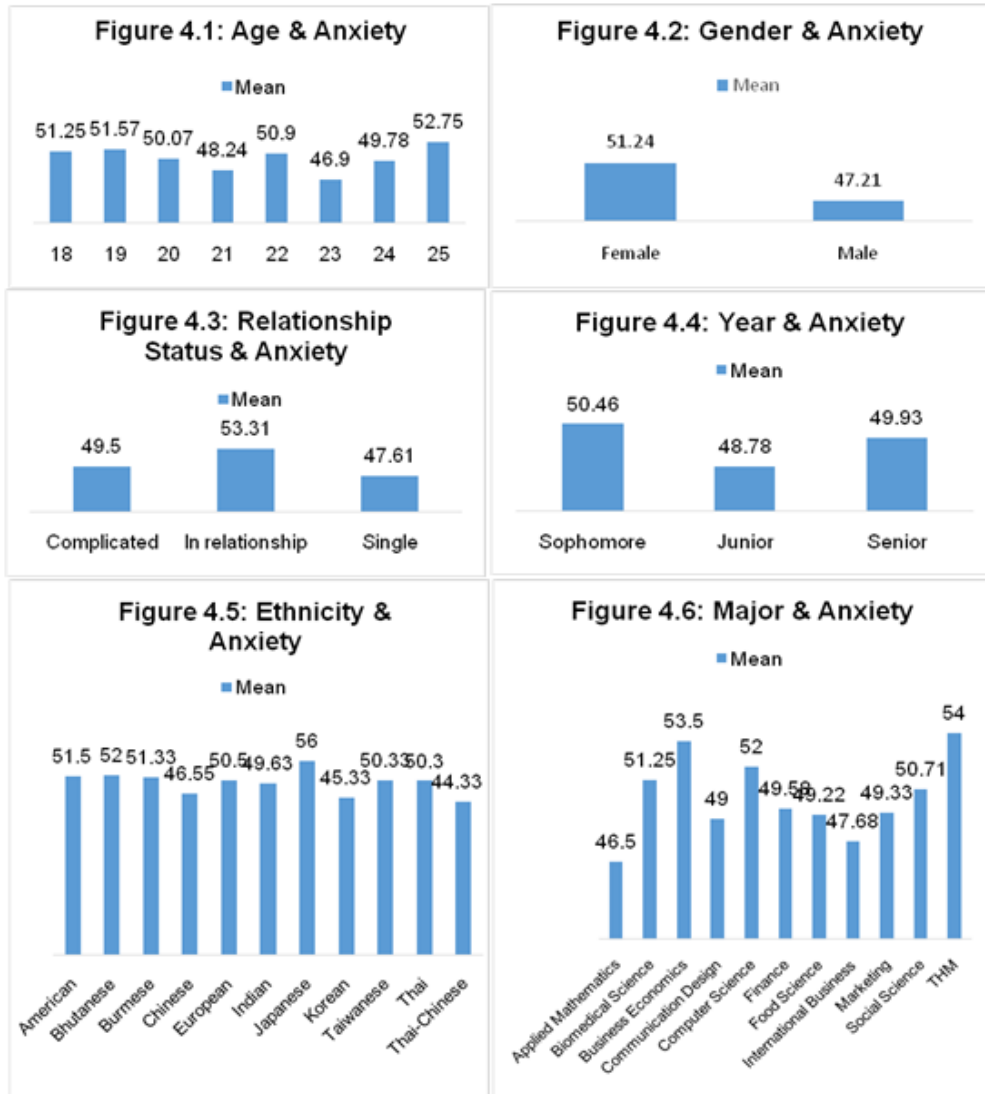 Figure 4.1: Age & Anxiety
Mean
51.25 51.57 50.07 48.24 50.9 46.9 49.78 52.75
18 19 20 21 22 23 24 25
Figure 4.2: Gender & Anxiety
Mean
51.24 47.21
Female Male
Figure 4.3: Relationship
Status & Anxiety
Mean
49.5 53.31 47.61
Complicated In relationship Single
Figure 4.4: Year & Anxiety
Mean
50.46 48.78 49.93
Sophomore Junior Senior
Figure 4.5: Ethnicity &
Anxiety
Mean
51.5 52 51.33 46.55 50.5 49.63 56 45.33 50.33 50.3 44.33
American
Bhutanese
Burmese
Chinese
European
Indian
Japanese
Korean
Taiwanese
Thai
Thai-Chinese
Figure 4.6: Major & Anxiety
Mean
46.5 51.25 53.5 49 52 49.58 49.22 47.68 49.33 50.71 54
Applied Mathmatics
Biomedical Science
Business Economics
Communication Design
Computer Science
Finance
Food Science
International Business
Marketing
Social Science
THM